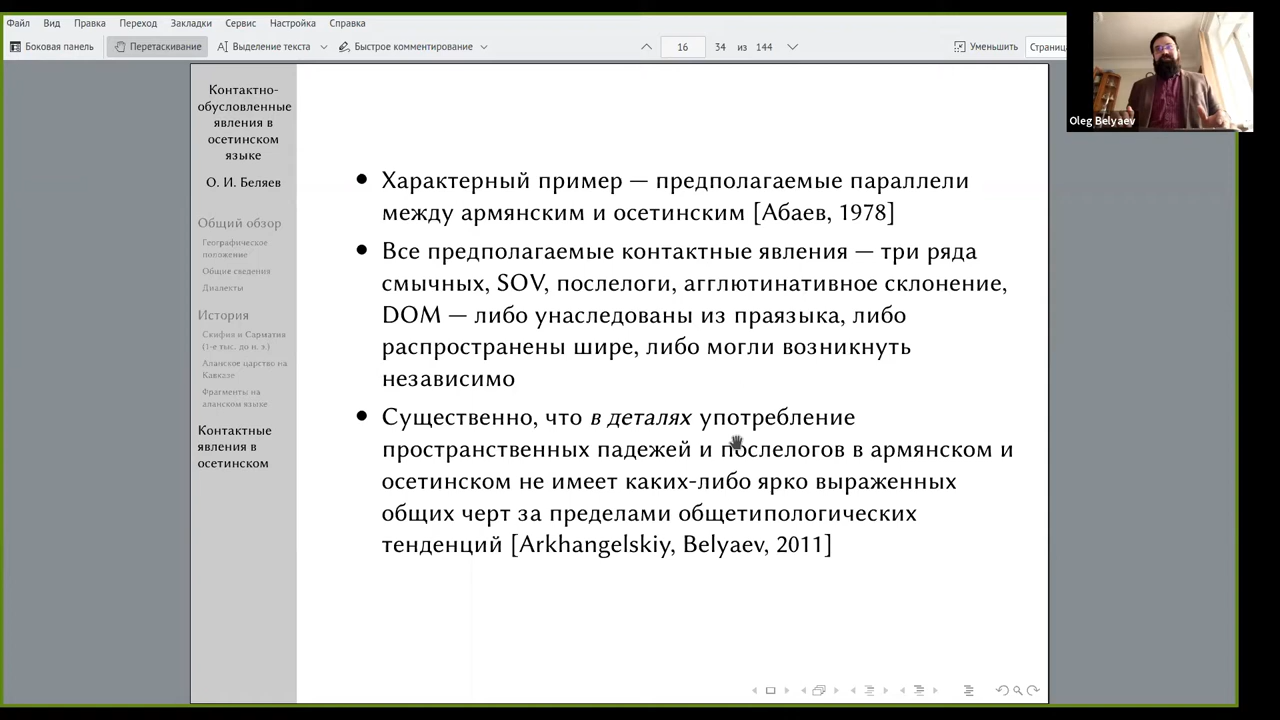 Файл Вид Правка Переход Закладки Сервис Настройка Справка
Боковая панель Перетаскивание Выделение текста Быстрое комментирование 16 34 из 144 Уменьшить Страница
Oleg Belyaev
Контактно-
обусловленные
явления в
осетинском
языке
О. И. Беляев
Общий обзор
Географическое
положение
Общие сведения
Диалекты
История
Скифия и Сарматия
(1-е тыс. до н. э.)
Аланское царство на
Кавказе
Фрагменты на
аланском языке
Контактные
явления в
осетинском
• Характерный пример — предполагаемые параллели
между армянским и осетинским [Абаев, 1978]
• Все предполагаемые контактные явления — три ряда
смычных, SOV, послелоги, агглютинативное склонение,
DOM — либо унаследованы из праязыка, либо
распространены шире, либо могли возникнуть
независимо
• Существенно, что в деталях употребление
пространственных падежей и послелогов в армянском и
осетинском не имеет каких-либо ярко выраженных
общих черт за пределами общетипологических
тенденций [Arkhangelskiy, Belyaev, 2011]